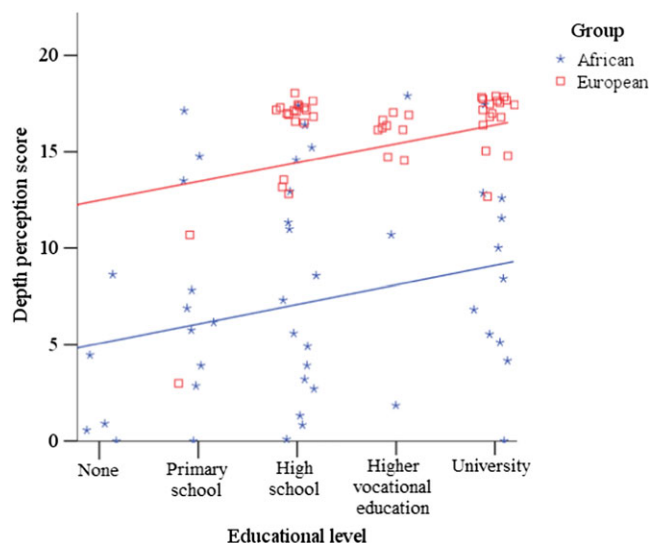 Group
African
European
20
15
10
5
0
Depth perception score
None
Primary
school
High
school
Higher
vocational
education
University
Educational level